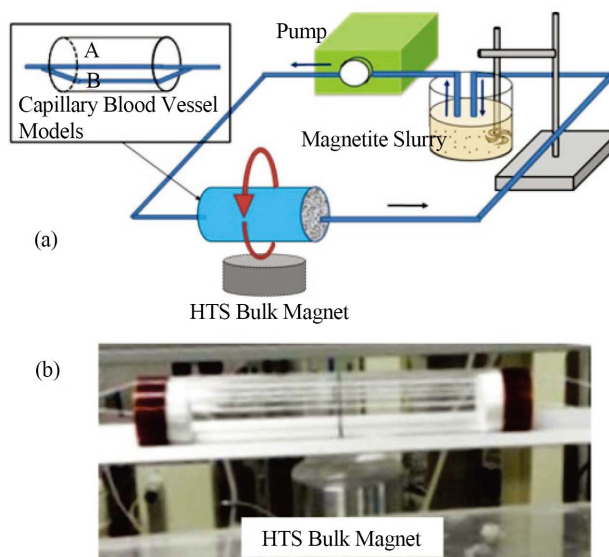 A
B
Capillary Blood Vessel
Models
Pump
Magnetite Slurry
(a)
HTS Bulk Magnet
(b)
HTS Bulk Magnet